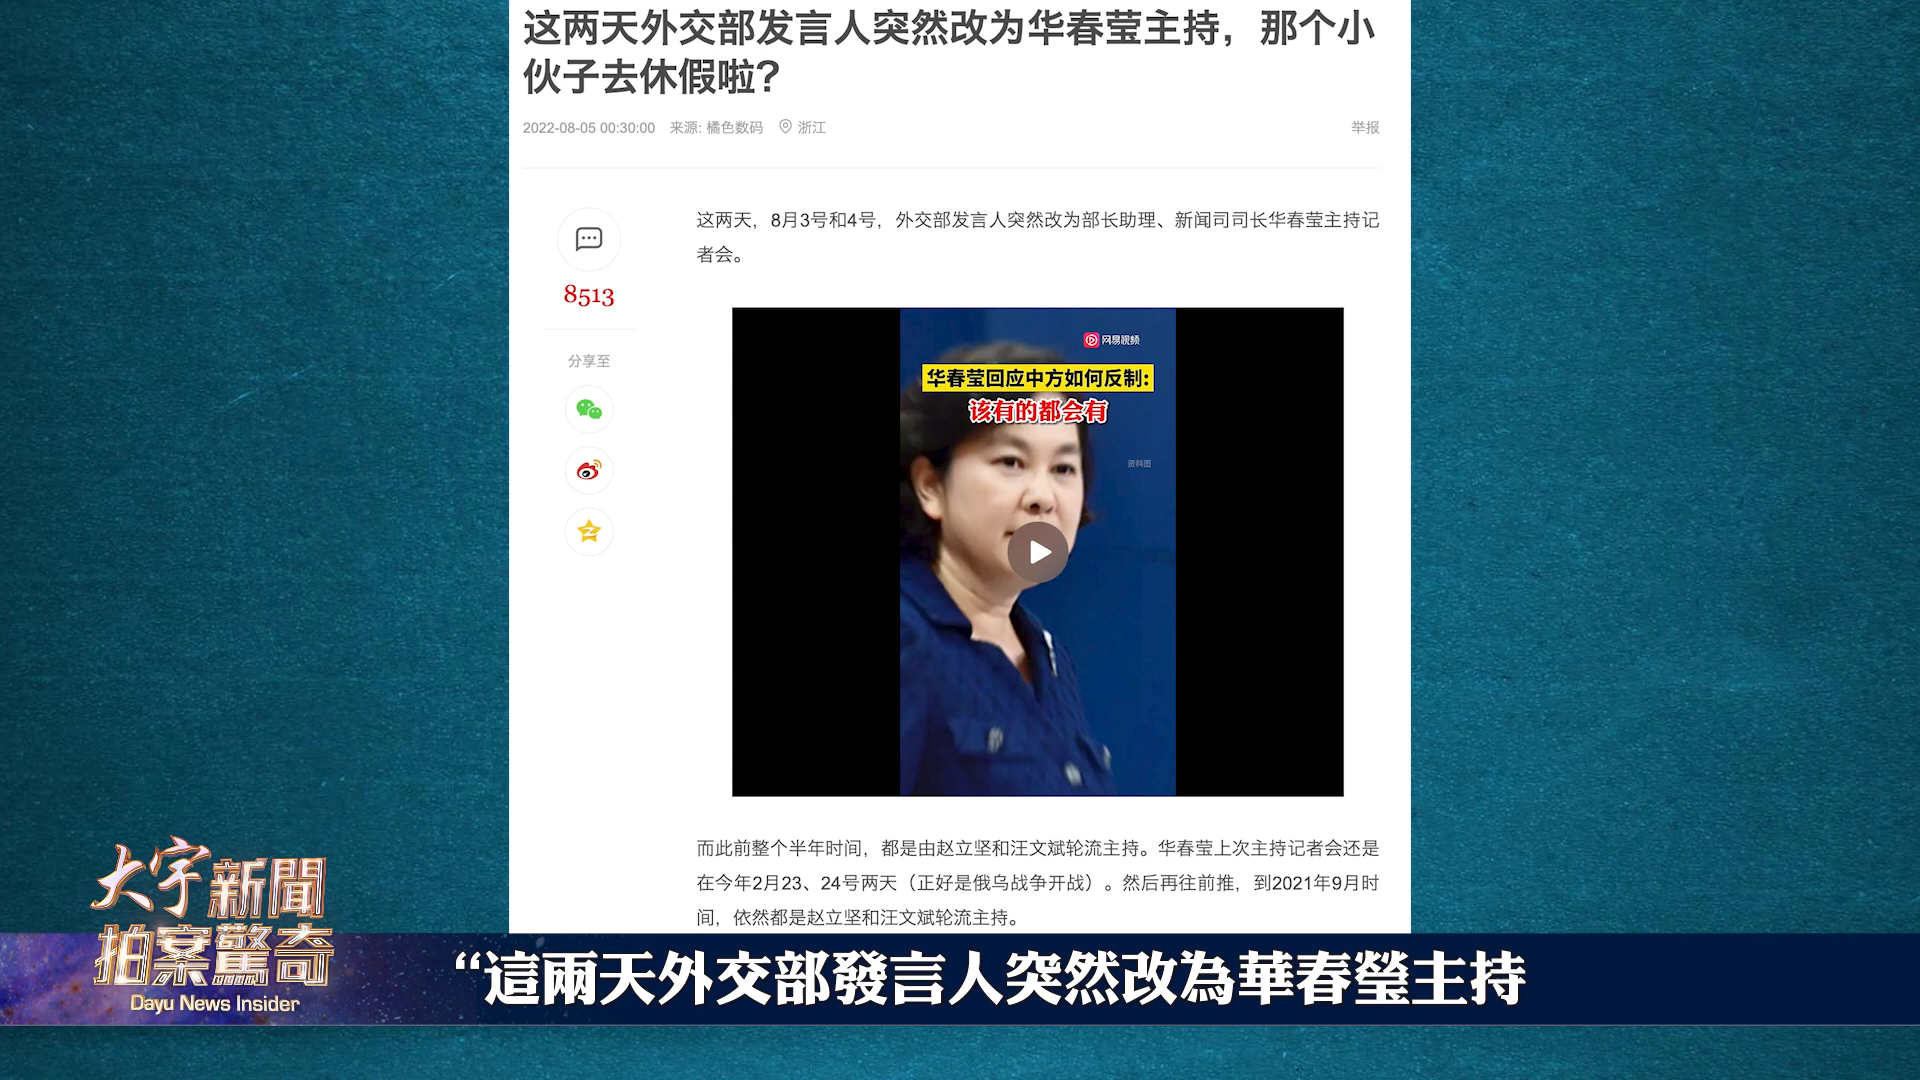 这两天外交部发言人突然改为华春莹主持，那个小
伙子去休假啦？
2022-08-05 00:30:00 来源: 橘色数码 浙江
举报
8513
分享至
这两天，8月3号和4号，外交部发言人突然改为部长助理、新闻司司长华春莹主持记
者会。
网易视频
华春莹回应中方如何反制:
该有的都会有
资料图
而此前整个半年时间，都是由赵立坚和汪文斌轮流主持。华春莹上次主持记者会还是
在今年2月23、24号两天（正好是俄乌战争开战）。然后再往前推，到2021年9月时
间，依然都是赵立坚和汪文斌轮流主持。
大宇新聞
拍案驚奇
Dayu News Insider
“這兩天外交部發言人突然改為華春瑩主持